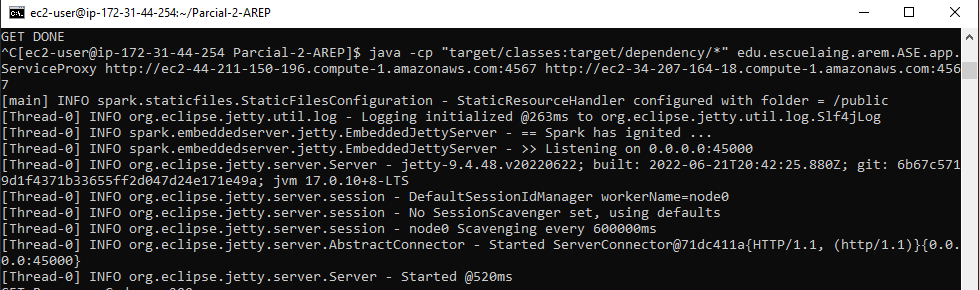 ec2-user@ip-172-31-44-254:~/Parcial-2-AREP
GET DONE
^C[ec2-user@ip-172-31-44-254 Parcial-2-AREP]$ java -cp "target/classes:target/dependency/*" edu.escuelaing.arem.ASE.app.
ServiceProxy http://ec2-44-211-150-196.compute-1.amazonaws.com:4567 http://ec2-34-207-164-18.compute-1.amazonaws.com:456
7
[main] INFO spark.staticfiles.StaticFilesConfiguration - StaticResourceHandler configured with folder = /public
[Thread-0] INFO org.eclipse.jetty.util.log - Logging initialized @263ms to org.eclipse.jetty.util.log.Slf4jLog
[Thread-0] INFO spark.embeddedserver.jetty.EmbeddedJettyServer - == Spark has ignited ...
[Thread-0] INFO spark.embeddedserver.jetty.EmbeddedJettyServer - >> Listening on 0.0.0.0:45000
[Thread-0] INFO org.eclipse.jetty.server.Server - jetty-9.4.48.v20220622; built: 2022-06-21T20:42:25.880Z; git: 6b67c571
9d1f4371b33655ff2d047d24e171e49a; jvm 17.0.10+8-LTS
[Thread-0] INFO org.eclipse.jetty.server.session - DefaultSessionIdManager workerName=node0
[Thread-0] INFO org.eclipse.jetty.server.session - No SessionScavenger set, using defaults
[Thread-0] INFO org.eclipse.jetty.server.session - node0 Scavenging every 600000ms
[Thread-0] INFO org.eclipse.jetty.server.AbstractConnector - Started ServerConnector@71dc411a{HTTP/1.1, (http/1.1)}{0.0.
0.0:45000}
[Thread-0] INFO org.eclipse.jetty.server.Server - Started @520ms